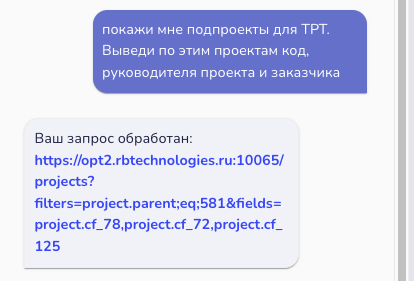 покажи мне подпроекты для ТРТ.
Выведи по этим проектам код,
руководителя проекта и заказчика
Ваш запрос обработан:
https://opt2.rbtechnologies.ru:10065/
projects?
filters=project.parent;eq;581&fields=
project.cf_78,project.cf_72,project.cf_
125